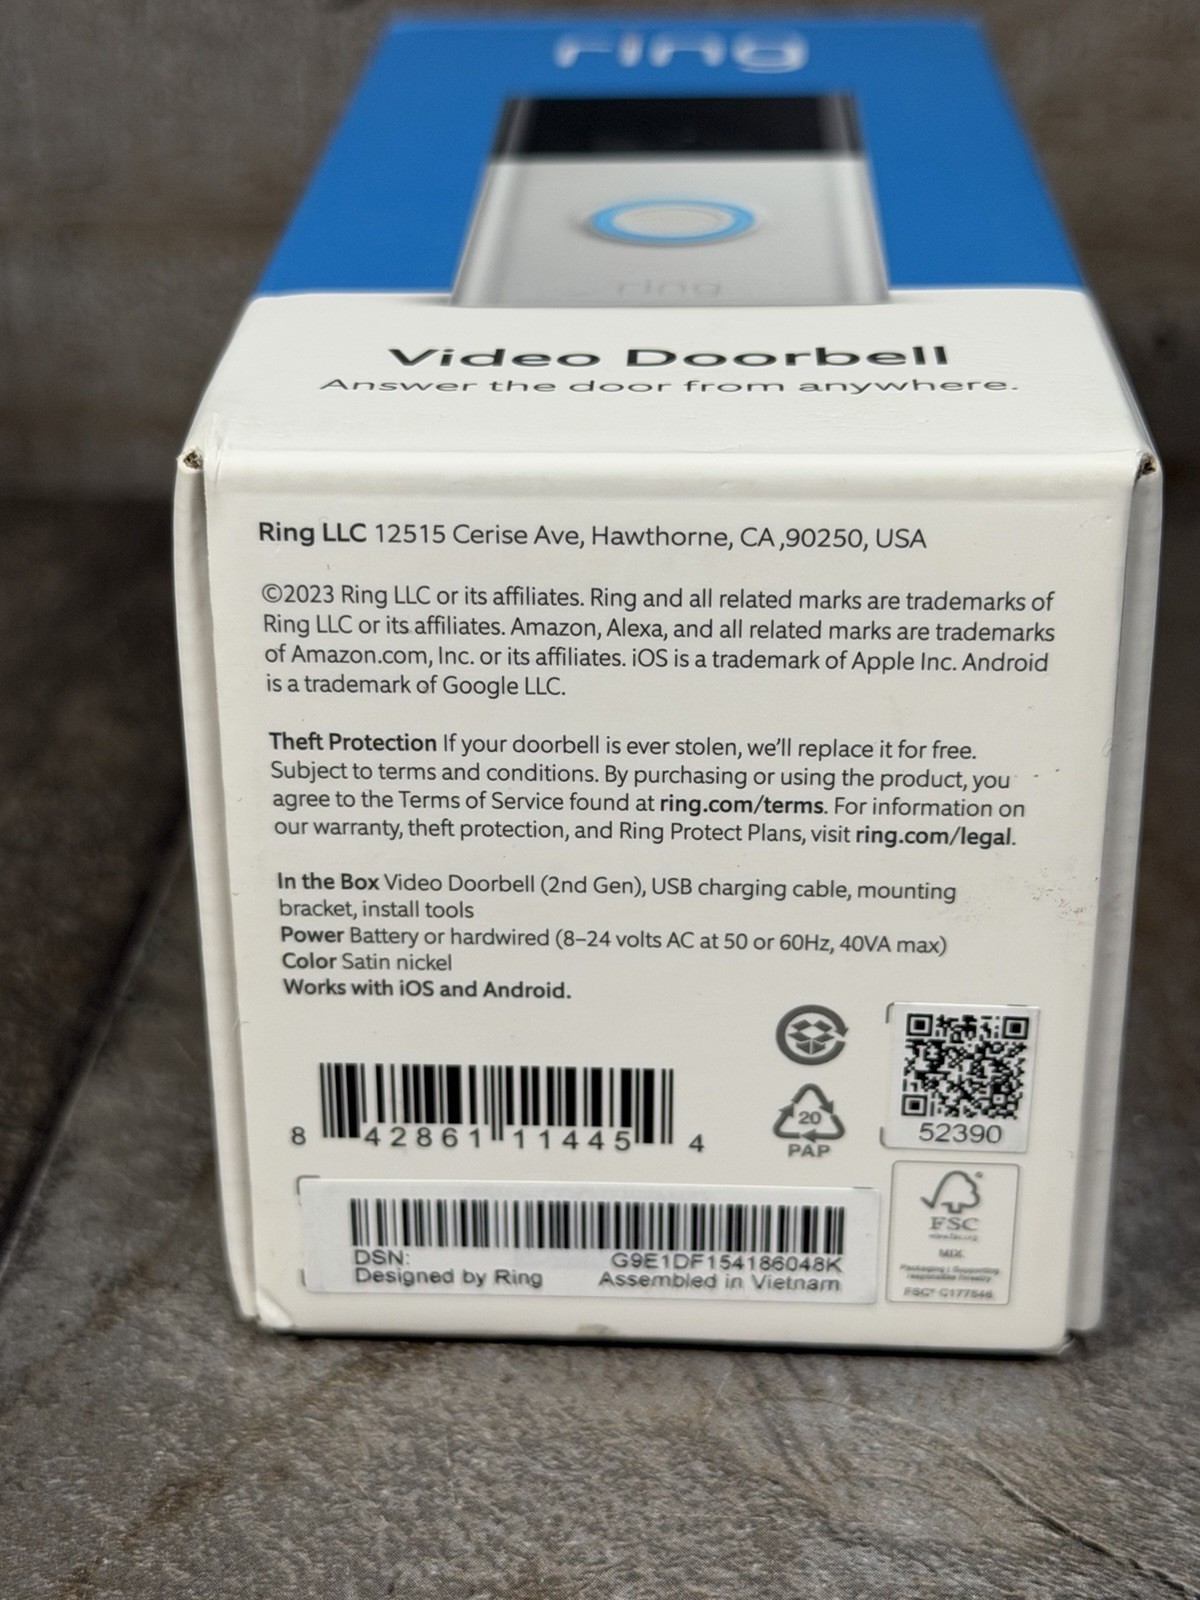 ring
ring
Video Doorbell
Answer the door from anywhere.
Ring LLC 12515 Cerise Ave, Hawthorne, CA ,90250, USA
©2023 Ring LLC or its affiliates. Ring and all related marks are trademarks of
Ring LLC or its affiliates. Amazon, Alexa, and all related marks are trademarks
of Amazon.com, Inc. or its affiliates. iOS is a trademark of Apple Inc. Android
is a trademark of Google LLC.
Theft Protection If your doorbell is ever stolen, we'll replace it for free.
Subject to terms and conditions. By purchasing or using the product, you
agree to the Terms of Service found at ring.com/terms. For information on
our warranty, theft protection, and Ring Protect Plans, visit ring.com/legal.
In the Box Video Doorbell (2nd Gen), USB charging cable, mounting
bracket, install tools
Power Battery or hardwired (8–24 volts AC at 50 or 60Hz, 40VA max)
Color Satin nickel
Works with iOS and Android.
8 42861 11445 4
20
PAP
52390
DSN: G9E1DF154186048K
Designed by Ring Assembled in Vietnam
FSC
MIX
Packaging | Supporting
responsible forestry
FSC® C177546